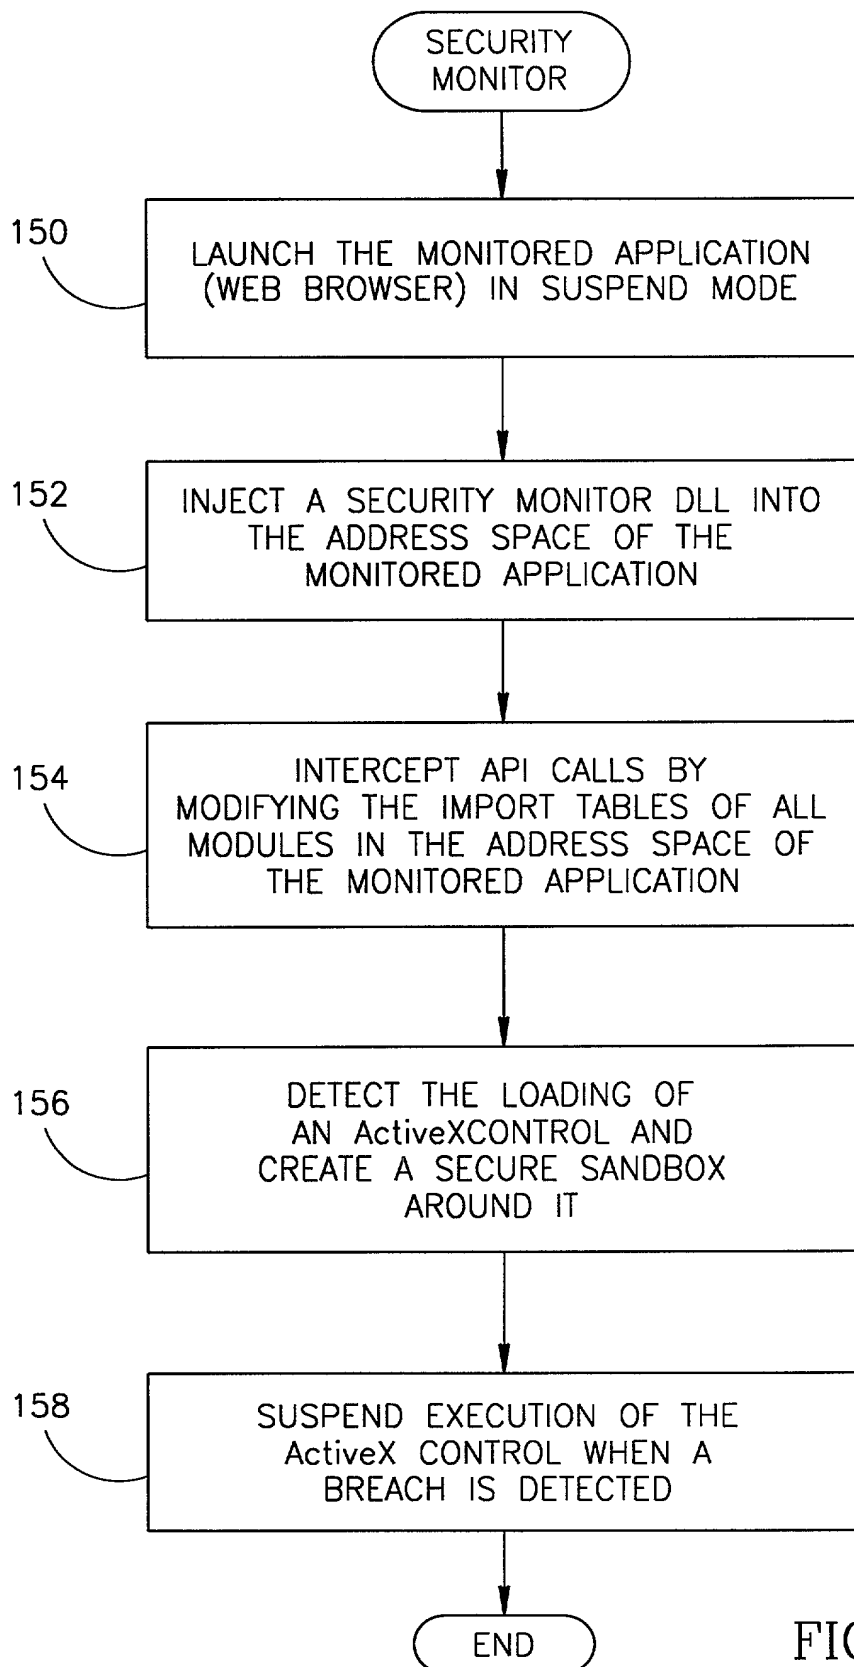 SECURITY
MONITOR
150
LAUNCH THE MONITORED APPLICATION
(WEB BROWSER) IN SUSPEND MODE
152
INJECT A SECURITY MONITOR DLL INTO
THE ADDRESS SPACE OF THE
MONITORED APPLICATION
154
INTERCEPT API CALLS BY
MODIFYING THE IMPORT TABLES OF ALL
MODULES IN THE ADDRESS SPACE OF
THE MONITORED APPLICATION
156
DETECT THE LOADING OF
AN ActiveXCONTROL AND
CREATE A SECURE SANDBOX
AROUND IT
158
SUSPEND EXECUTION OF THE
ActiveX CONTROL WHEN A
BREACH IS DETECTED
END